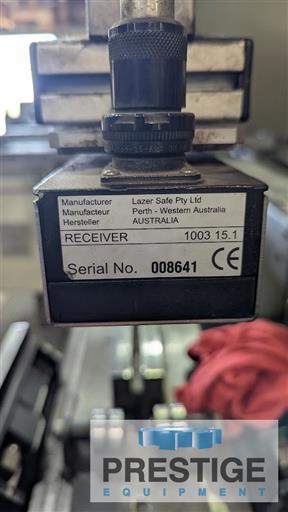 Manufacturer Lazer Safe Pty Ltd
Manufacteur Perth - Western Australia
Hersteller AUSTRALIA
RECEIVER 1003 15.1
Serial No. 008641 CE
PRESTIGE
EQUIPMENT